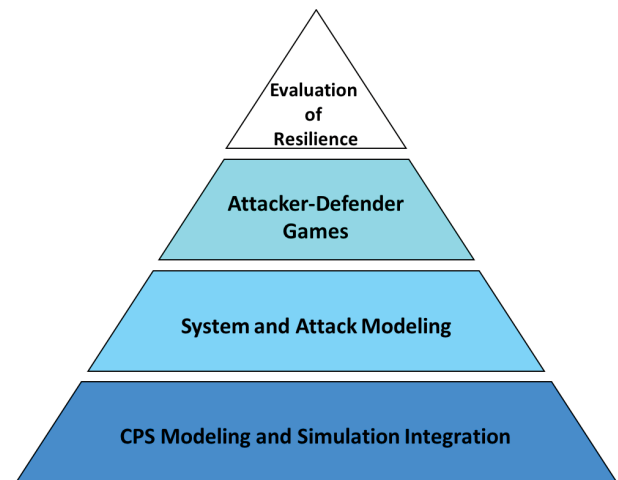 Evaluation
of
Resilience
Attacker-Defender
Games
System and Attack Modeling
CPS Modeling and Simulation Integration